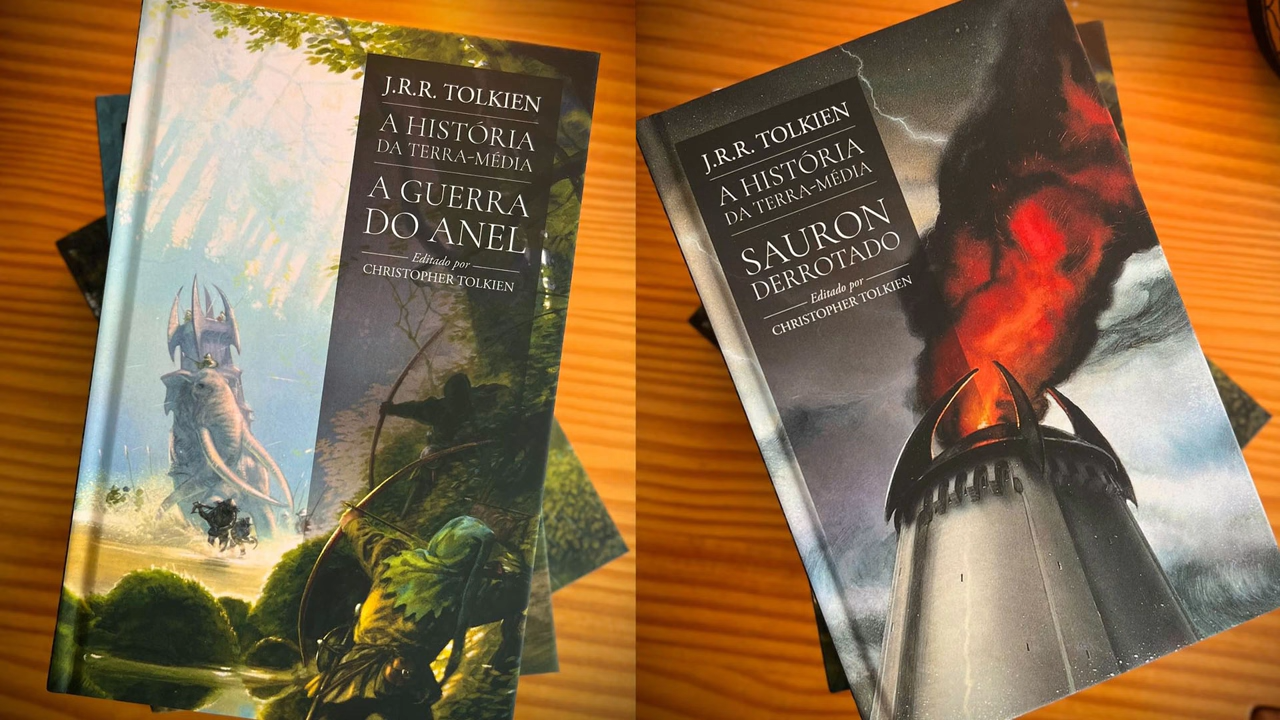 J.R.R. TOLKIEN
A HISTÓRIA
DA TERRA-MÉDIA
A GUERRA
DO ANEL
Editado por
CHRISTOPHER TOLKIEN
J.R.R. TOLKIEN
A HISTÓRIA
DA TERRA-MÉDIA
SAURON
DERROTADO
Editado por
CHRISTOPHER TOLKIEN